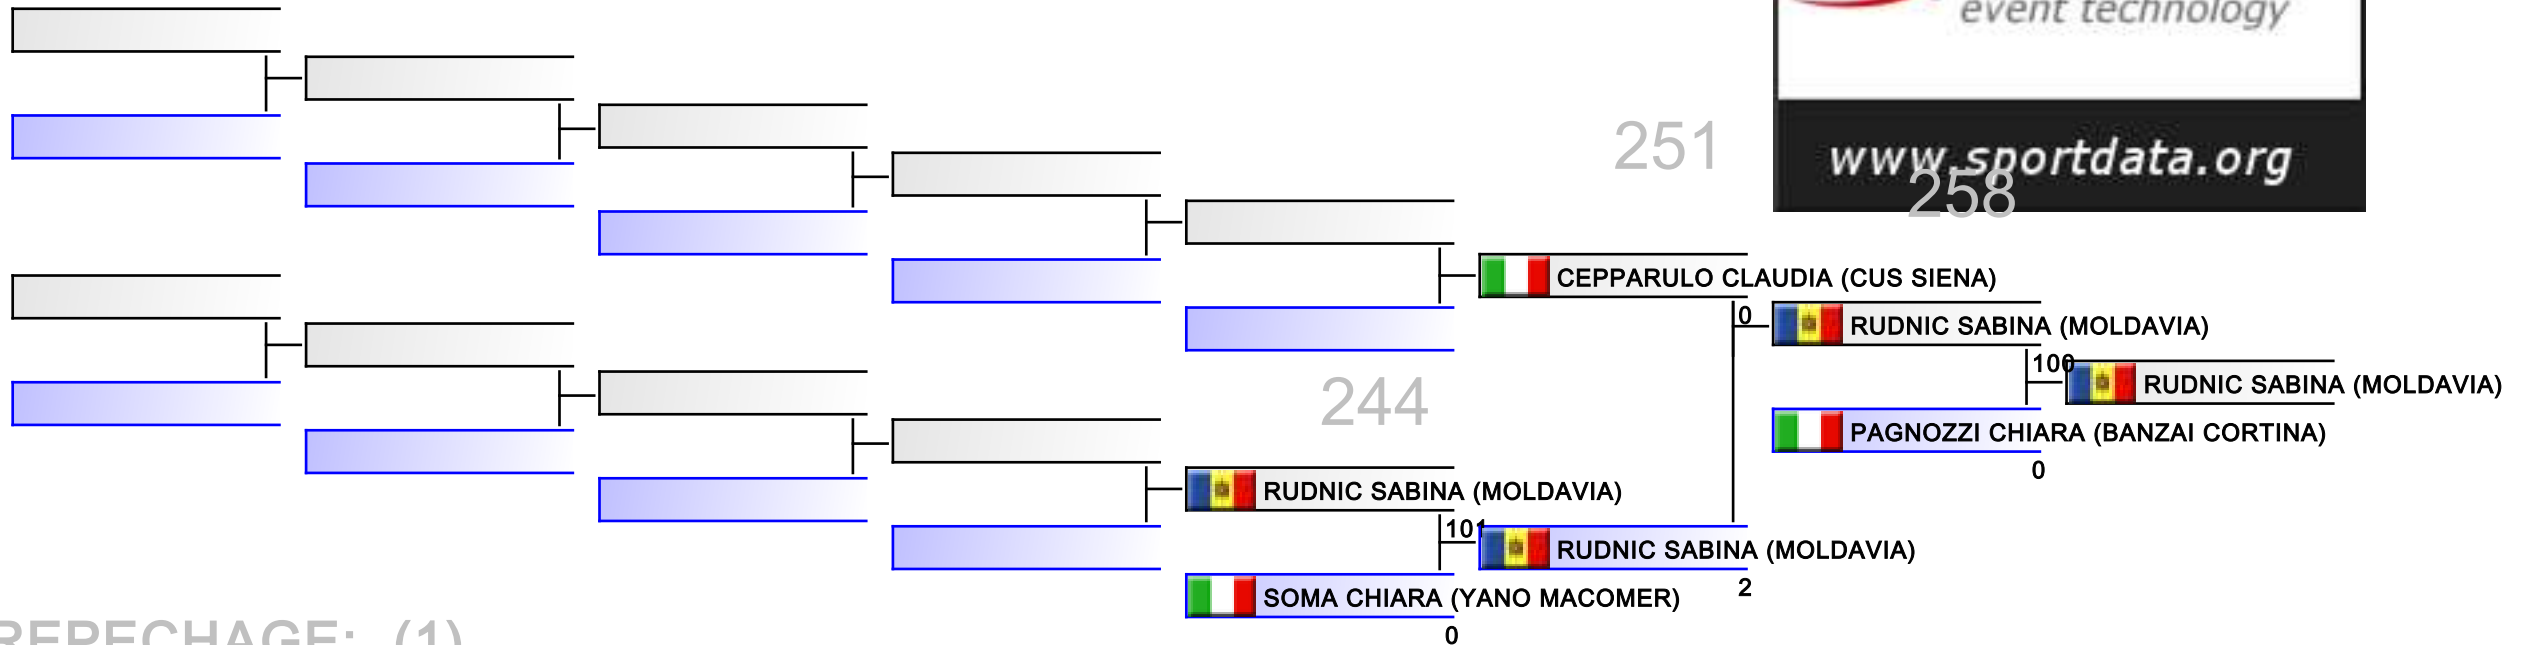 event technology
251
www.sportdata.org
258
CEPPARULO CLAUDIA (CUS SIENA)
0
RUDNIC SABINA (MOLDAVIA)
100
RUDNIC SABINA (MOLDAVIA)
244
PAGNOZZI CHIARA (BANZAI CORTINA)
0
RUDNIC SABINA (MOLDAVIA)
101
RUDNIC SABINA (MOLDAVIA)
2
SOMA CHIARA (YANO MACOMER)
0
REPECHAGE: (1)